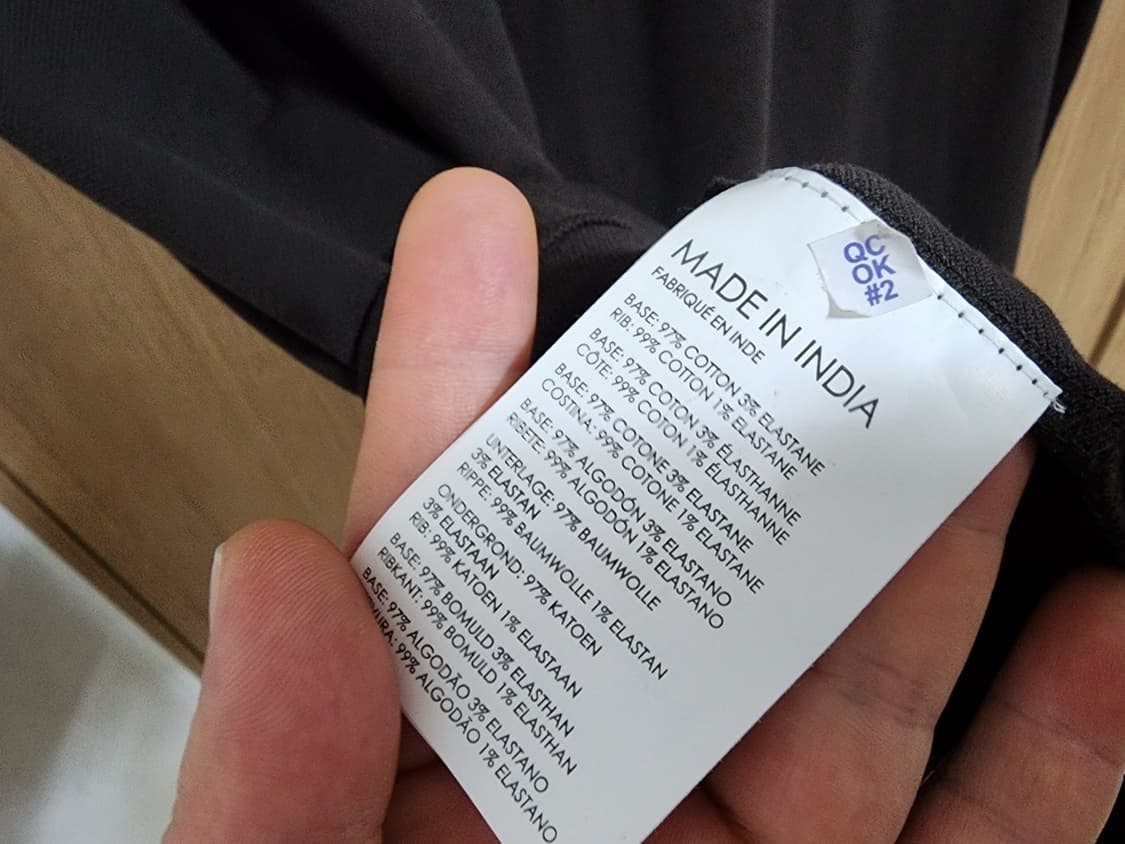 QC
OK
#2
MADE IN INDIA
FABRIQUÉ EN INDE
BASE: 97% COTTON 3% ELASTANE
RIB: 99% COTTON 1% ELASTANE
BASE: 97% COTON 3% ÉLASTHANNE
CÔTE: 99% COTON 1% ÉLASTHANNE
BASE: 97% COTONE 3% ELASTANE
COSTINA: 99% COTONE 1% ELASTANE
BASE: 97% ALGODÓN 3% ELASTANO
RIBETE: 99% ALGODÓN 1% ELASTANO
UNTERLAGE: 97% BAUMWOLLE
3% ELASTAN
RIPPE: 99% BAUMWOLLE 1% ELASTAN
ONDERGROND: 97% KATOEN
3% ELASTAAN
RIB: 99% KATOEN 1% ELASTAAN
BASE: 97% BOMULD 3% ELASTHAN
RIBKANT: 99% BOMULD 1% ELASTHAN
BASE: 97% ALGODÃO 3% ELASTANO
99% ALGODÃO 1% ELASTANO